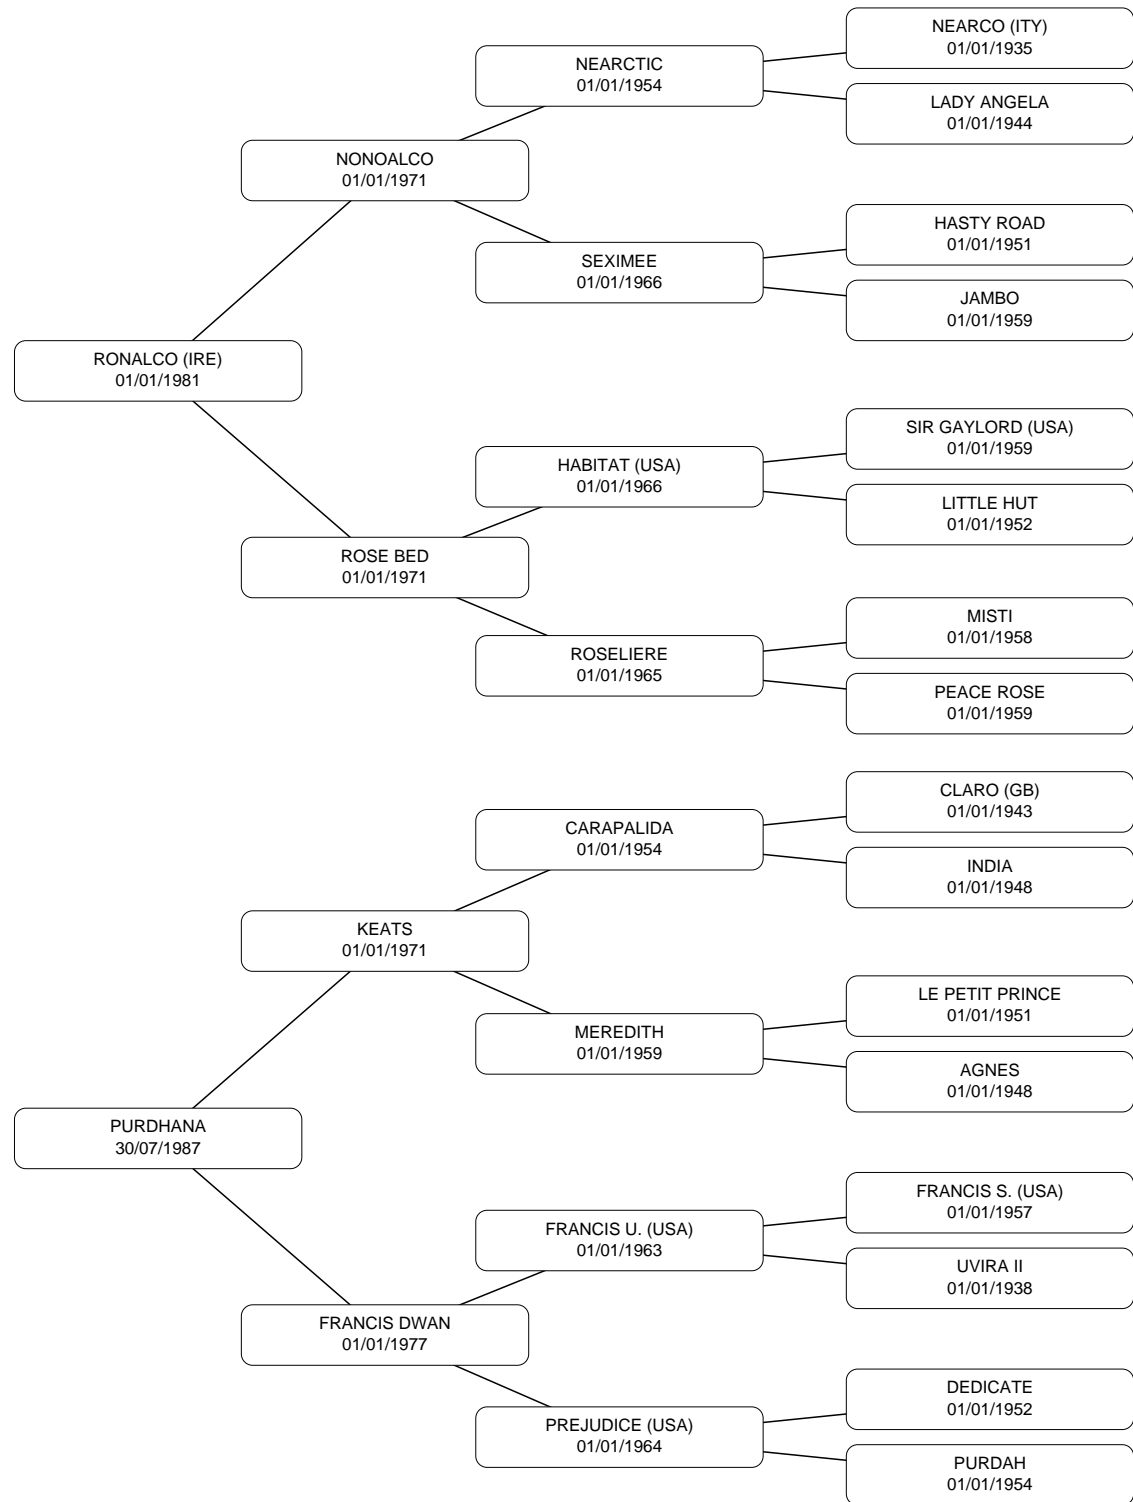 NEARCO (ITY)
01/01/1935
NEARCTIC
01/01/1954
LADY ANGELA
01/01/1944
NONOALCO
01/01/1971
HASTY ROAD
01/01/1951
SEXIMEE
01/01/1966
JAMBO
01/01/1959
RONALCO (IRE)
01/01/1981
SIR GAYLORD (USA)
01/01/1959
HABITAT (USA)
01/01/1966
LITTLE HUT
01/01/1952
ROSE BED
01/01/1971
MISTI
01/01/1958
ROSELIERE
01/01/1965
PEACE ROSE
01/01/1959
CLARO (GB)
01/01/1943
CARAPALIDA
01/01/1954
INDIA
01/01/1948
KEATS
01/01/1971
LE PETIT PRINCE
01/01/1951
MEREDITH
01/01/1959
AGNES
01/01/1948
PURDHANA
30/07/1987
FRANCIS S. (USA)
01/01/1957
FRANCIS U. (USA)
01/01/1963
UVIRA II
01/01/1938
FRANCIS DWAN
01/01/1977
DEDICATE
01/01/1952
PREJUDICE (USA)
01/01/1964
PURDAH
01/01/1954